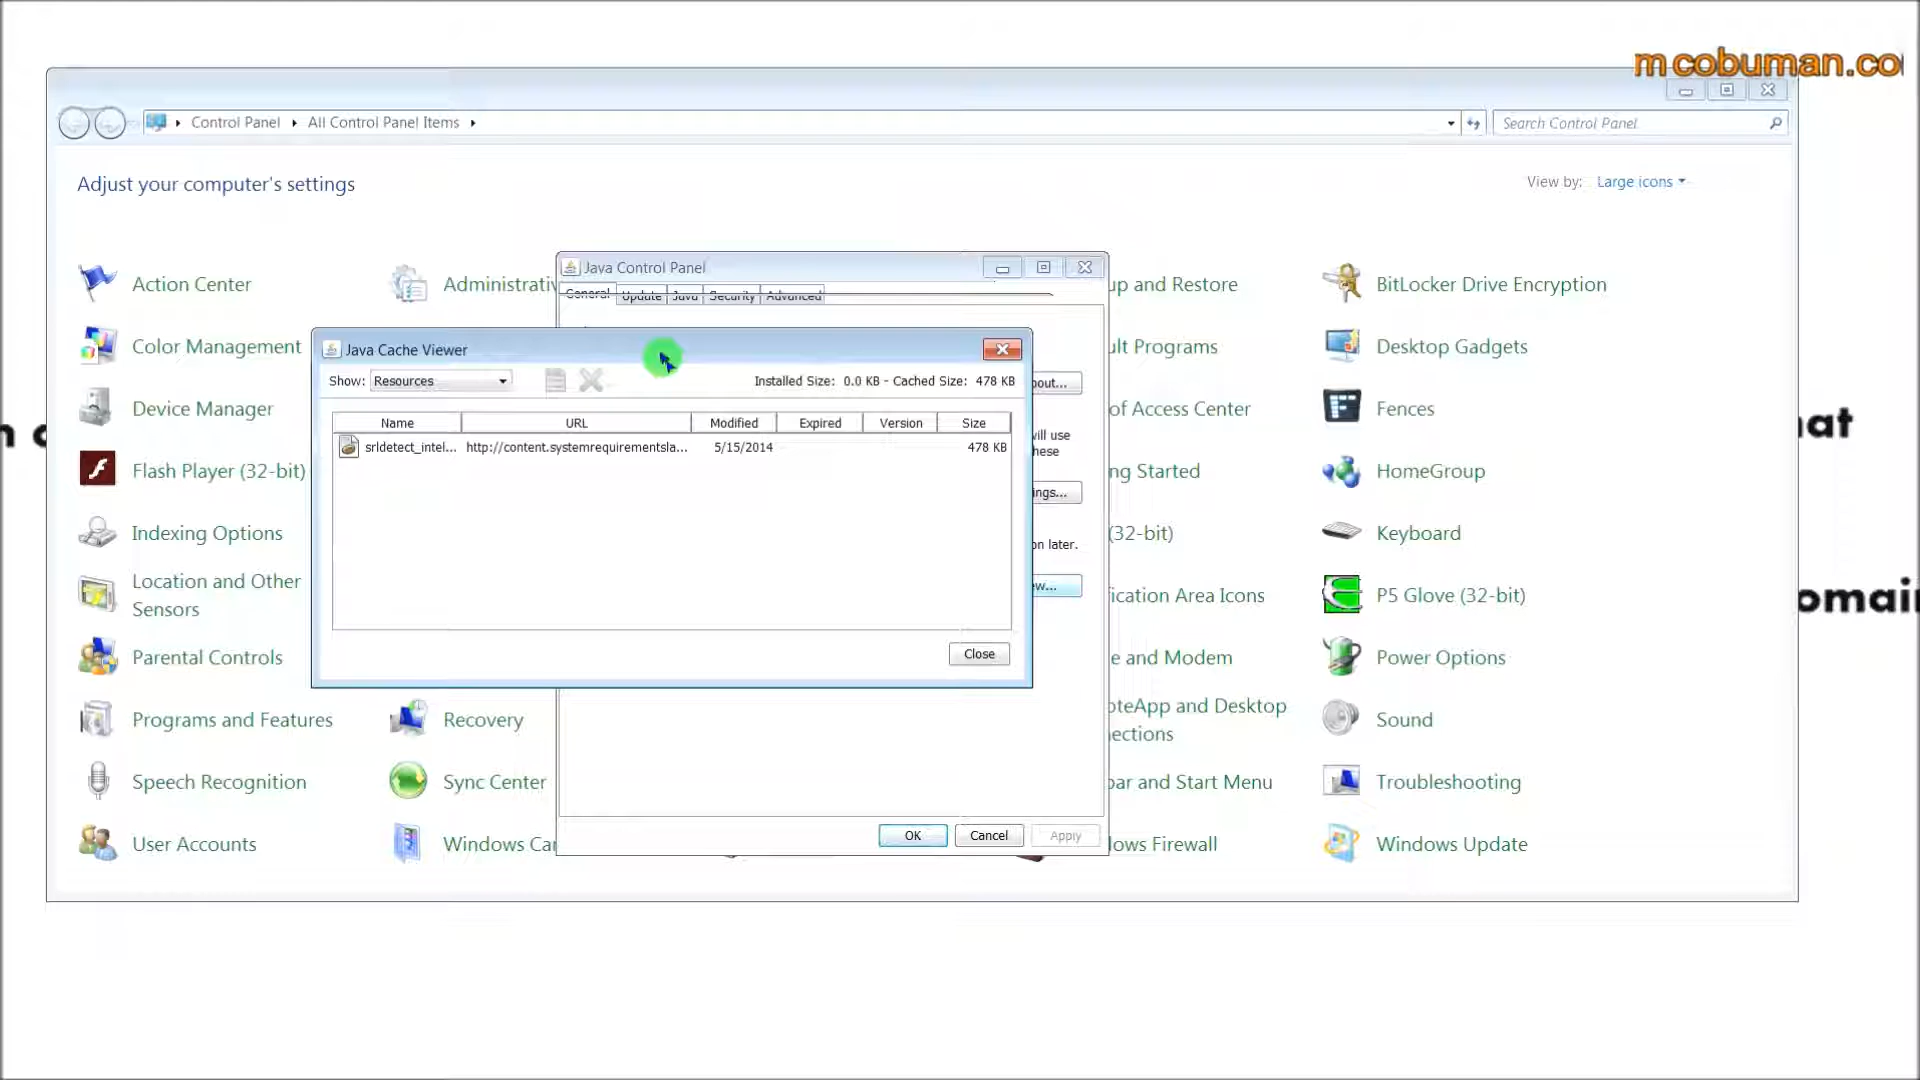 m cobuman.co
Control Panel
All Control Panel Items
Search Control Panel
Adjust your computer's settings
View by:
Large icons
Action Center
Administrativ
Java Control Panel
General
Update
Java
Security
Advanced
up and Restore
BitLocker Drive Encryption
Color Management
Java Cache Viewer
ult Programs
Desktop Gadgets
Show:
Resources
Installed Size: 0.0 KB - Cached Size: 478 KB
bout...
Device Manager
of Access Center
Fences
Name
URL
Modified
Expired
Version
Size
srldetect_intel...
http://content.systemrequirementsla...
5/15/2014
478 KB
vill use
hese
n c
hat
Flash Player (32-bit)
ng Started
HomeGroup
ings...
Indexing Options
(32-bit)
Keyboard
on later.
Location and Other
Sensors
ew...
ication Area Icons
P5 Glove (32-bit)
omain
Parental Controls
Close
e and Modem
Power Options
Programs and Features
Recovery
oteApp and Desktop
nections
Sound
Speech Recognition
Sync Center
bar and Start Menu
Troubleshooting
OK
Cancel
Apply
User Accounts
Windows Car
lows Firewall
Windows Update